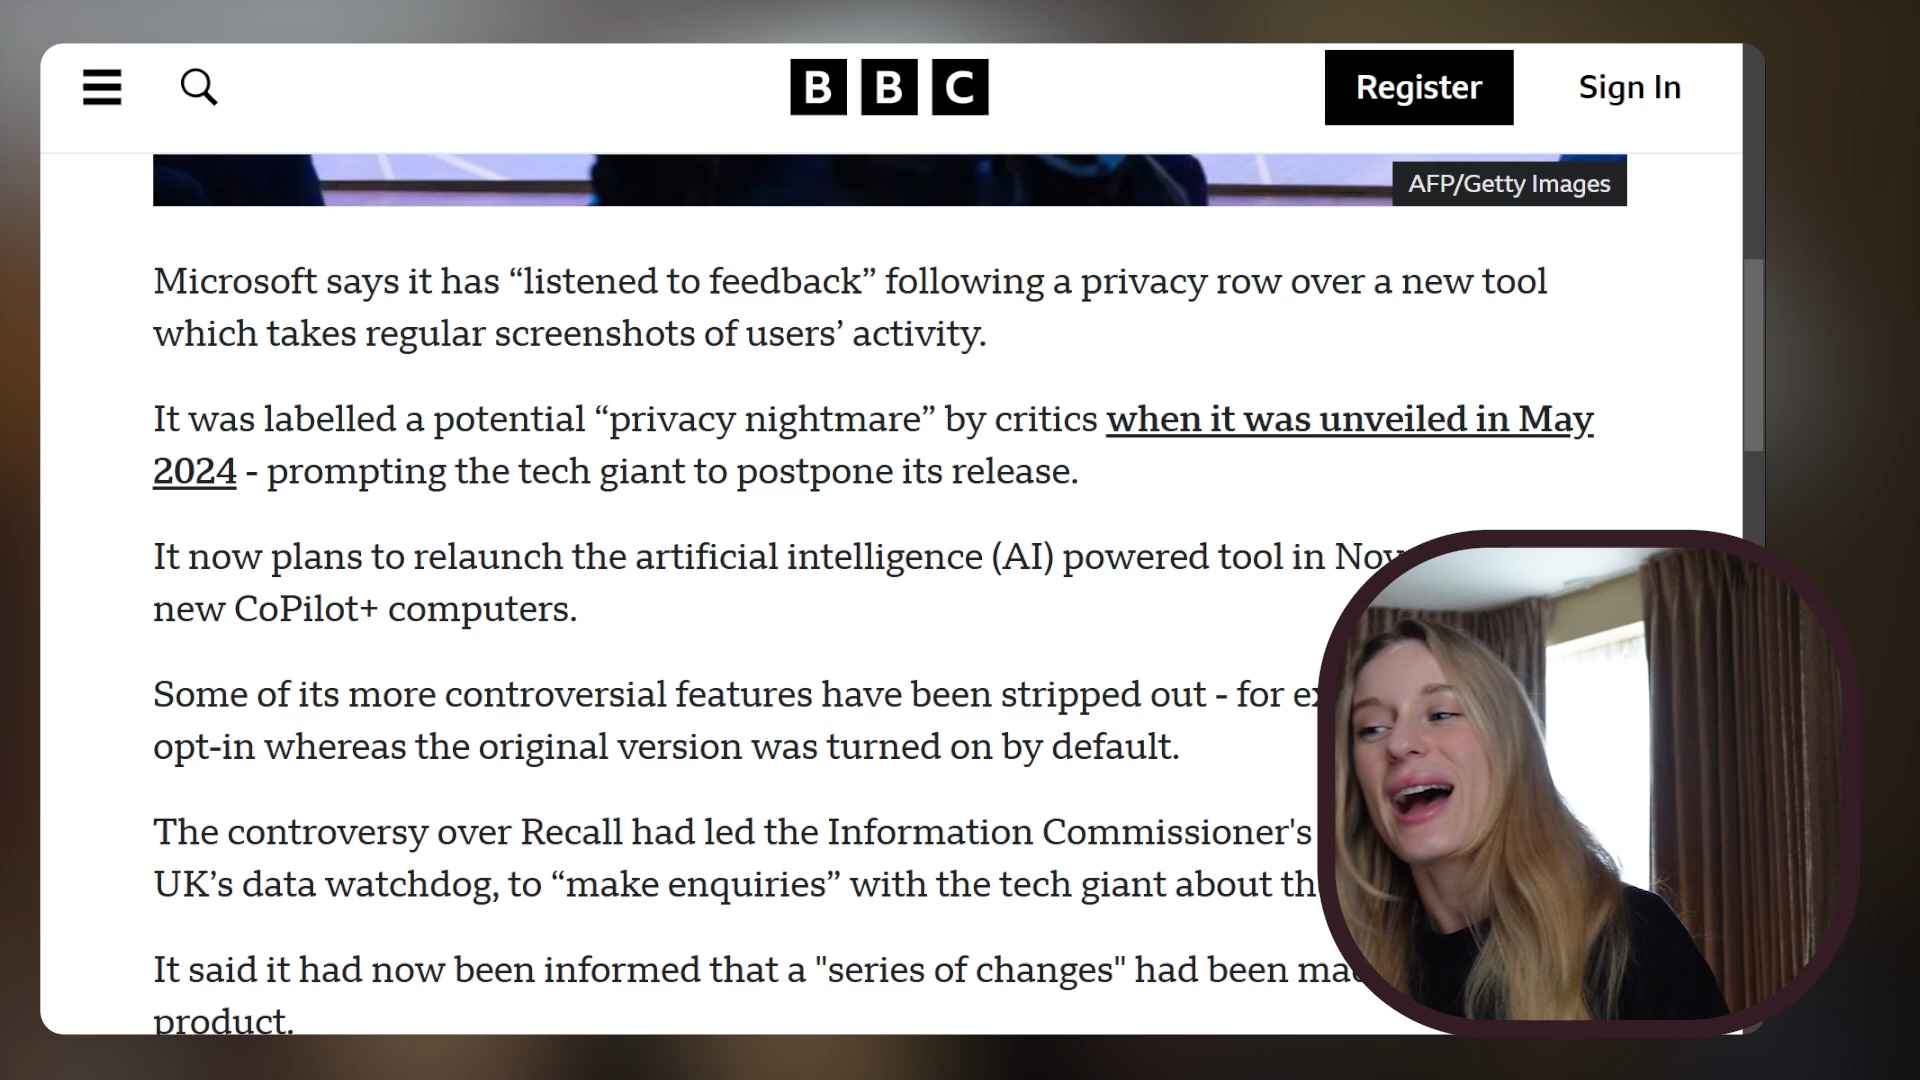 BBC
Register
Sign In
AFP/Getty Images
Microsoft says it has “listened to feedback” following a privacy row over a new tool
which takes regular screenshots of users’ activity.
It was labelled a potential “privacy nightmare” by critics when it was unveiled in May
2024 - prompting the tech giant to postpone its release.
It now plans to relaunch the artificial intelligence (AI) powered tool in
new CoPilot+ computers.
Some of its more controversial features have been stripped out - for
opt-in whereas the original version was turned on by default.
The controversy over Recall had led the Information Commissioner's
UK’s data watchdog, to “make enquiries” with the tech giant about
It said it had now been informed that a "series of changes" had been
product.